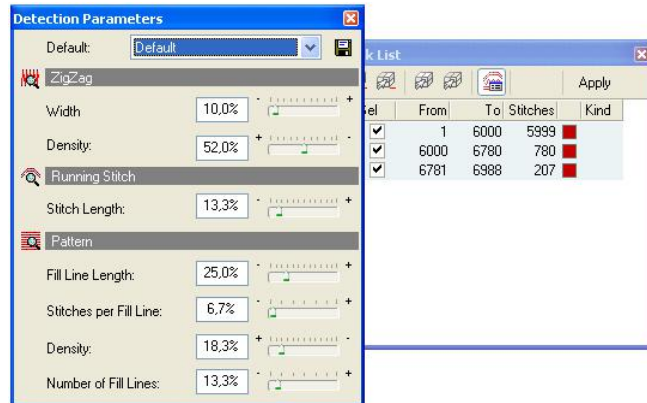 Detection Parameters
Default: Default
ZigZag
Width 10,0% - +
Density: 52,0% + -
Running Stitch
Stitch Length: 13,3% - +
Pattern
Fill Line Length: 25,0% - +
Stitches per Fill Line: 6,7% - +
Density: 18,3% + -
Number of Fill Lines: 13,3% - +
k List
Apply
el From To Stitches Kind
1 6000 5999
6000 6780 780
6781 6988 207